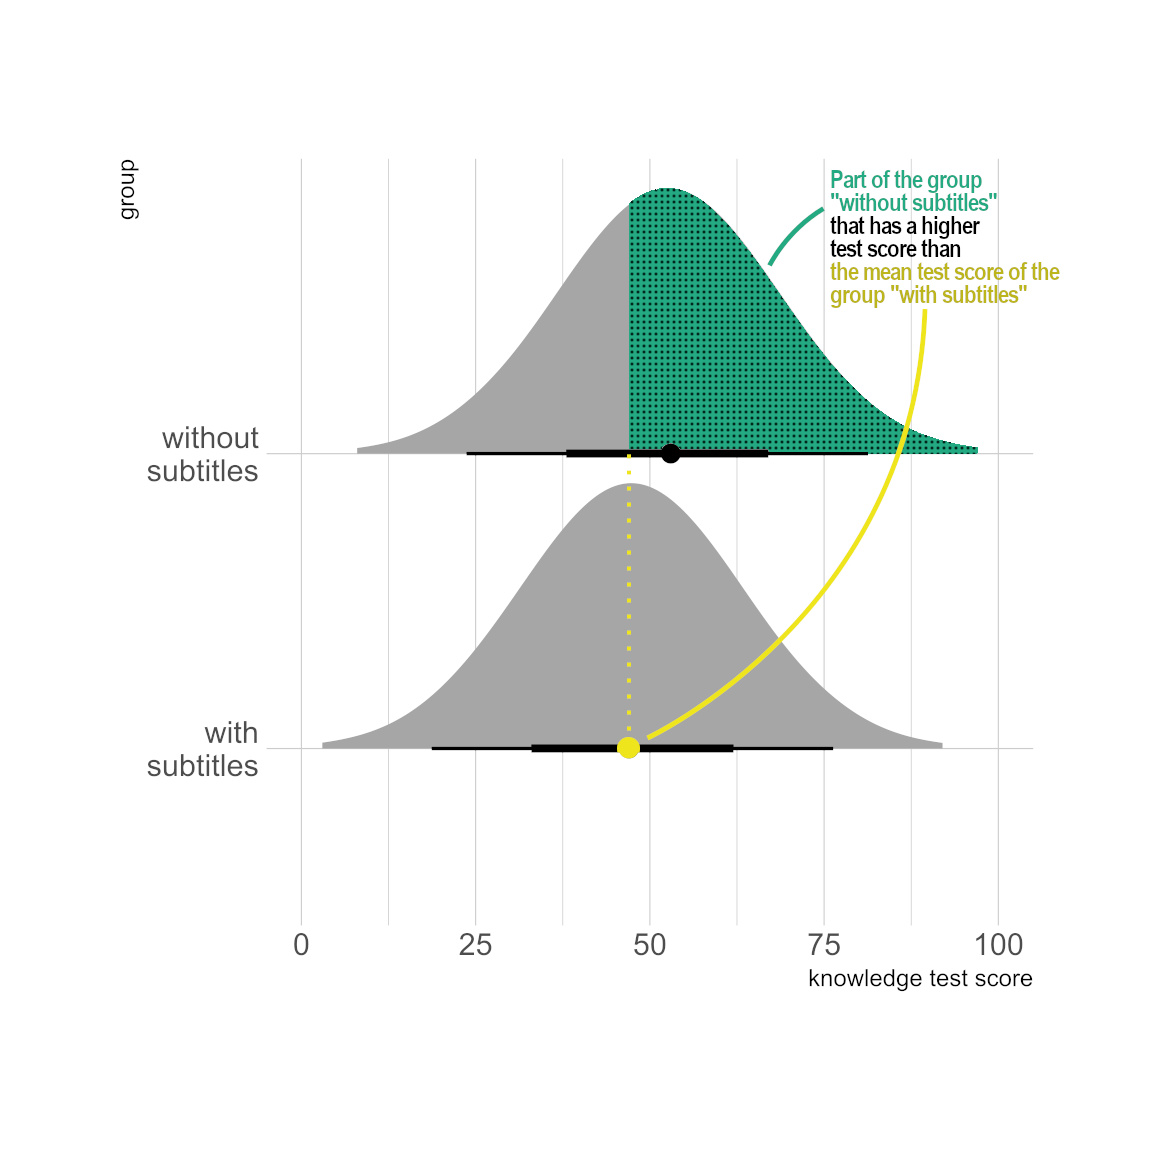 group
Part of the group
"without subtitles"
that has a higher
test score than
the mean test score of the
group "with subtitles"
without
subtitles
with
subtitles
0 25 50 75 100
knowledge test score